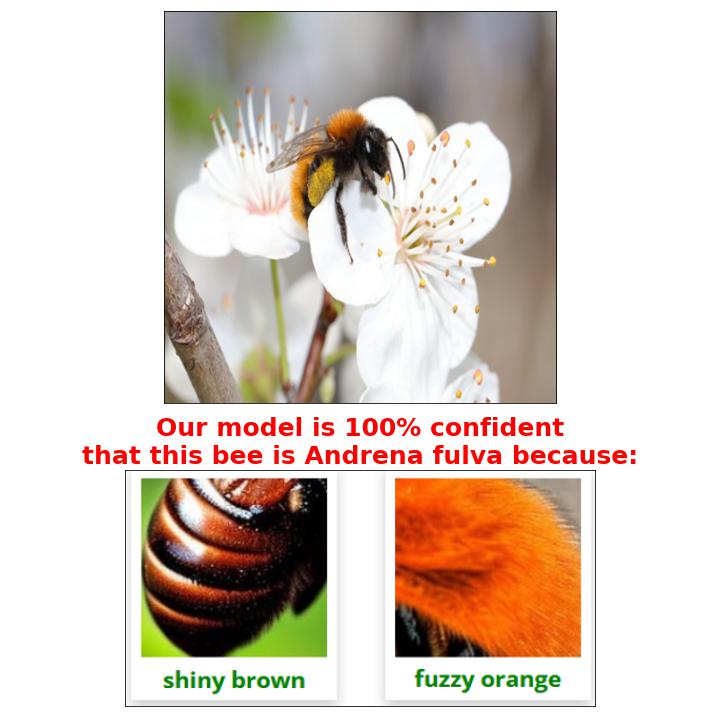 Our model is 100% confident
that this bee is Andrena fulva because:
shiny brown
fuzzy orange